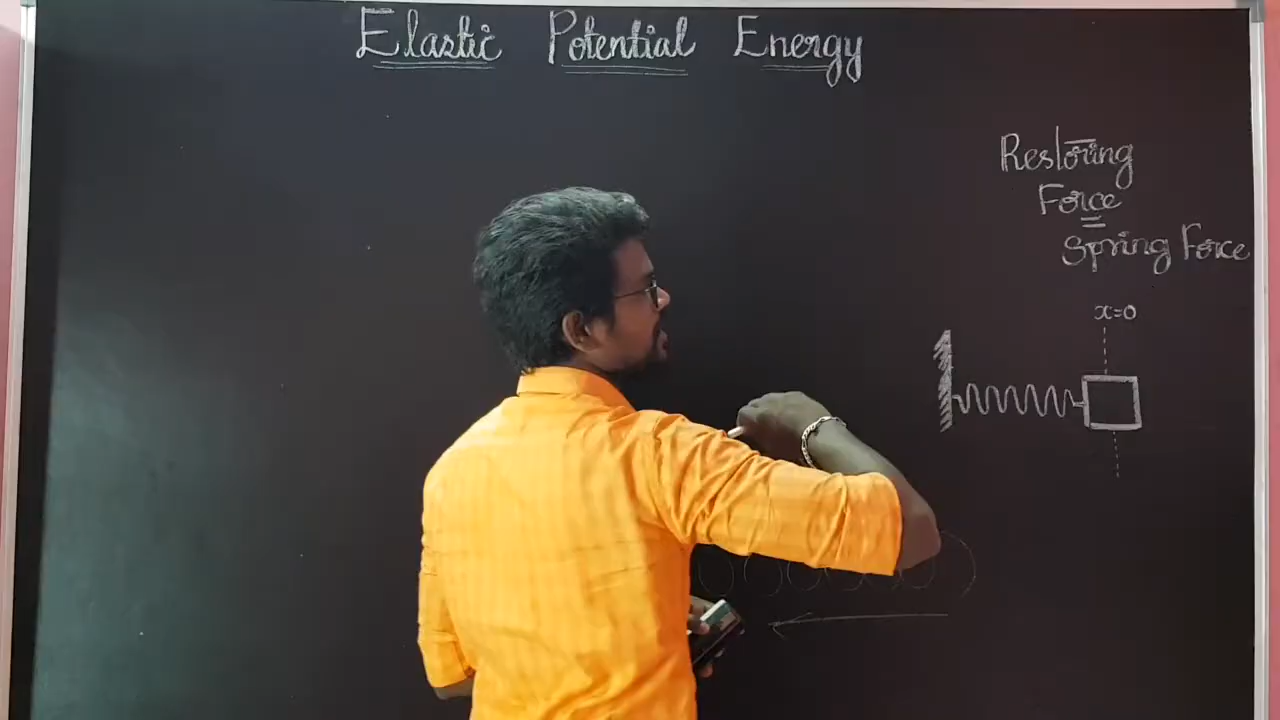 Elastic Potential Energy
Restoring
Force
=
Spring Force
x=0